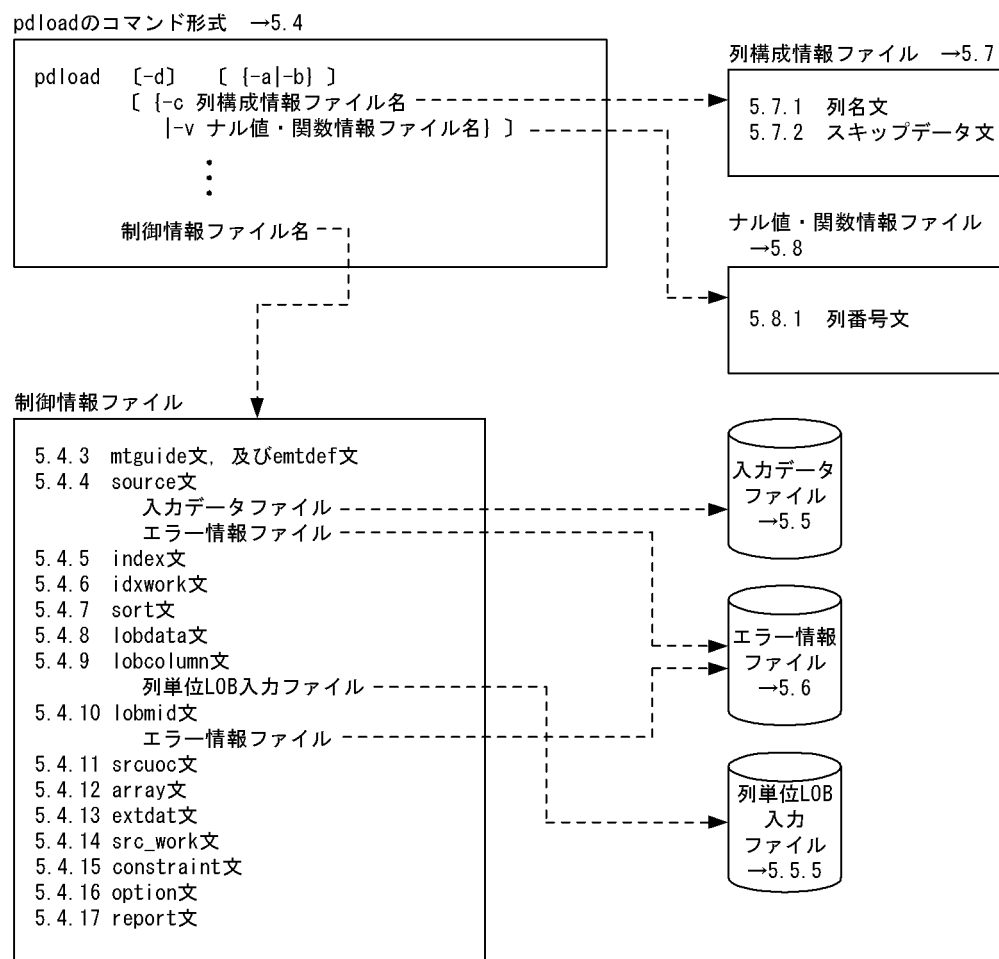 pdloadのコマンド形式 →5.4
pdload 〔-d〕 〔 {-a|-b} 〕
〔 {-c 列構成情報ファイル名
|-v ナル値・関数情報ファイル名} 〕
制御情報ファイル名
列構成情報ファイル →5.7
5.7.1 列名文
5.7.2 スキップデータ文
ナル値・関数情報ファイル
→5.8
5.8.1 列番号文
制御情報ファイル
5.4.3 mtguide文, 及びemtdef文
5.4.4 source文
入力データファイル
エラー情報ファイル
5.4.5 index文
5.4.6 idxwork文
5.4.7 sort文
5.4.8 lobdata文
5.4.9 lobcolumn文
列単位LOB入力ファイル
5.4.10 lobmid文
エラー情報ファイル
5.4.11 srcuoc文
5.4.12 array文
5.4.13 extdat文
5.4.14 src_work文
5.4.15 constraint文
5.4.16 option文
5.4.17 report文
入力データ
ファイル
→5.5
エラー情報
ファイル
→5.6
列単位LOB
入力
ファイル
→5.5.5